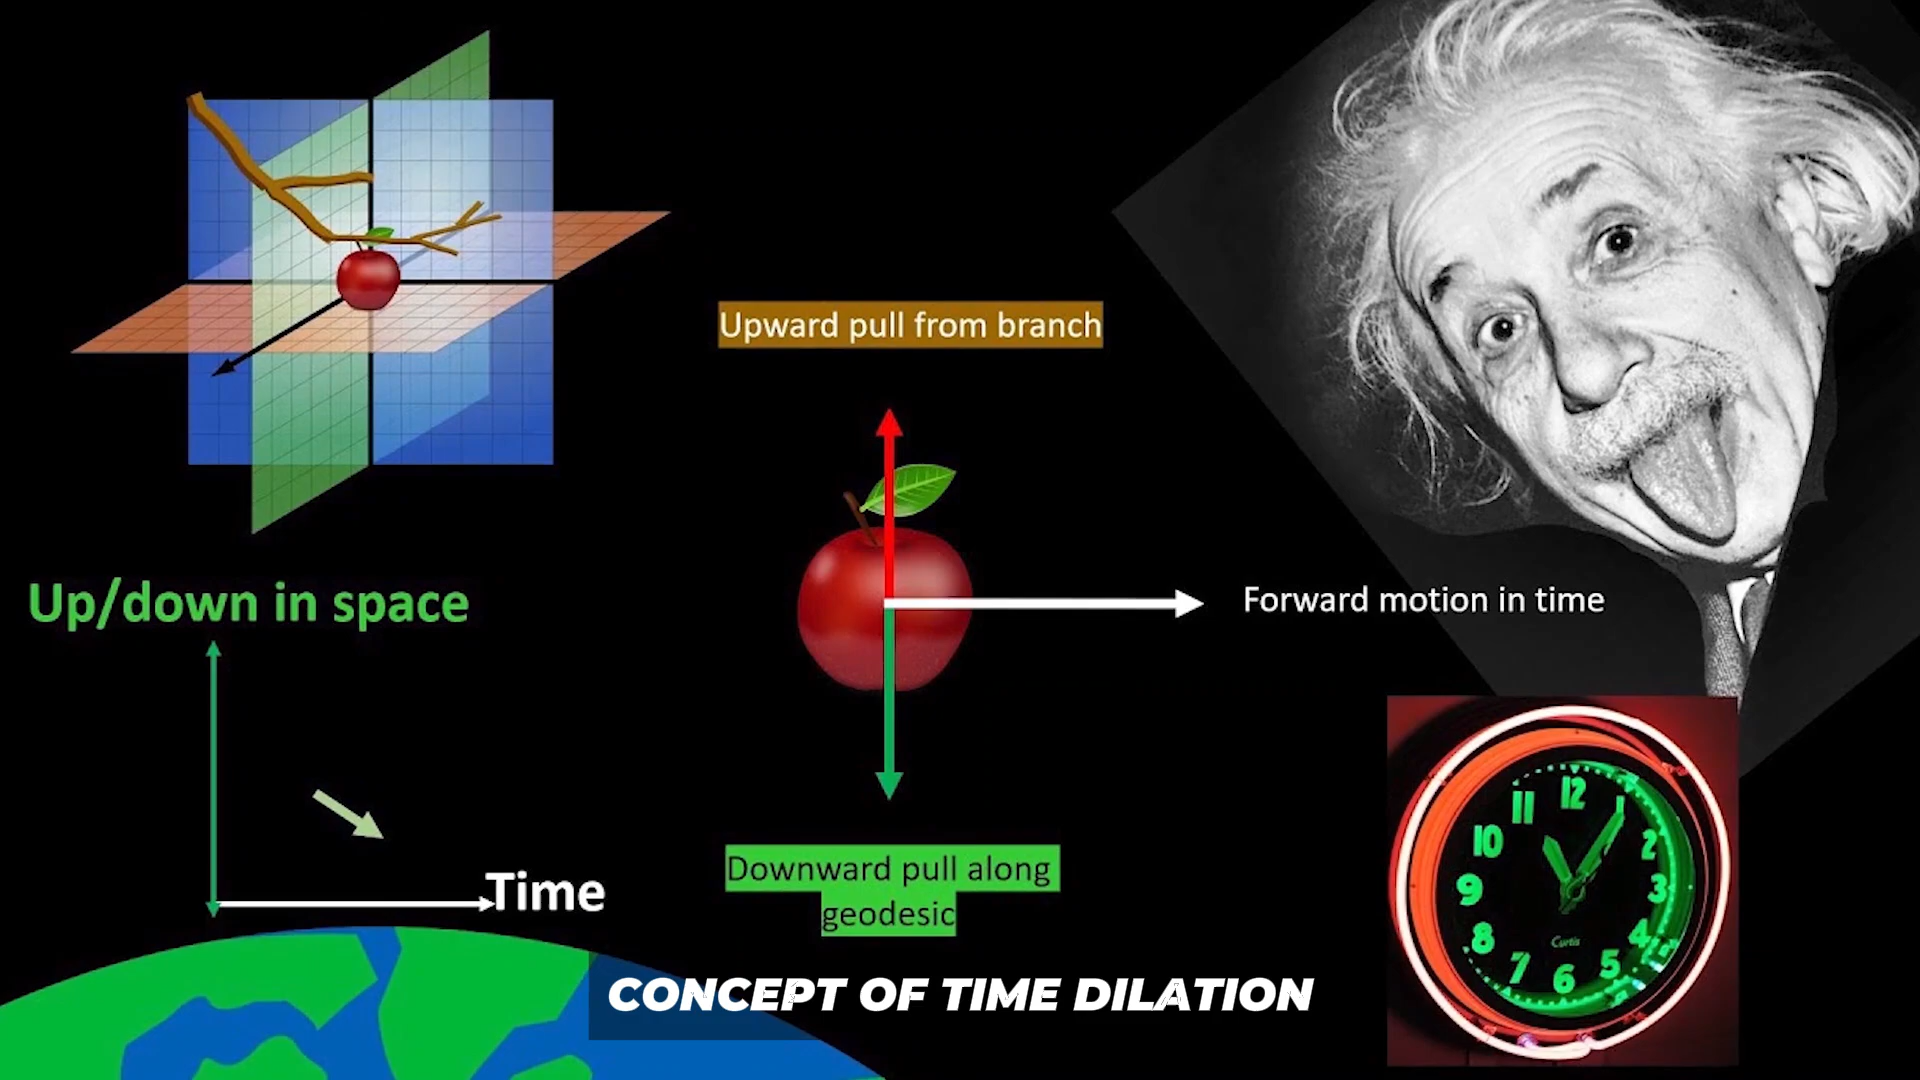 Upward pull from branch
Up/down in space
Forward motion in time
Time
Downward pull along
geodesic
12
11
10
2
9
3
8
4
7
5
6
Curtis
CONCEPT OF TIME DILATION